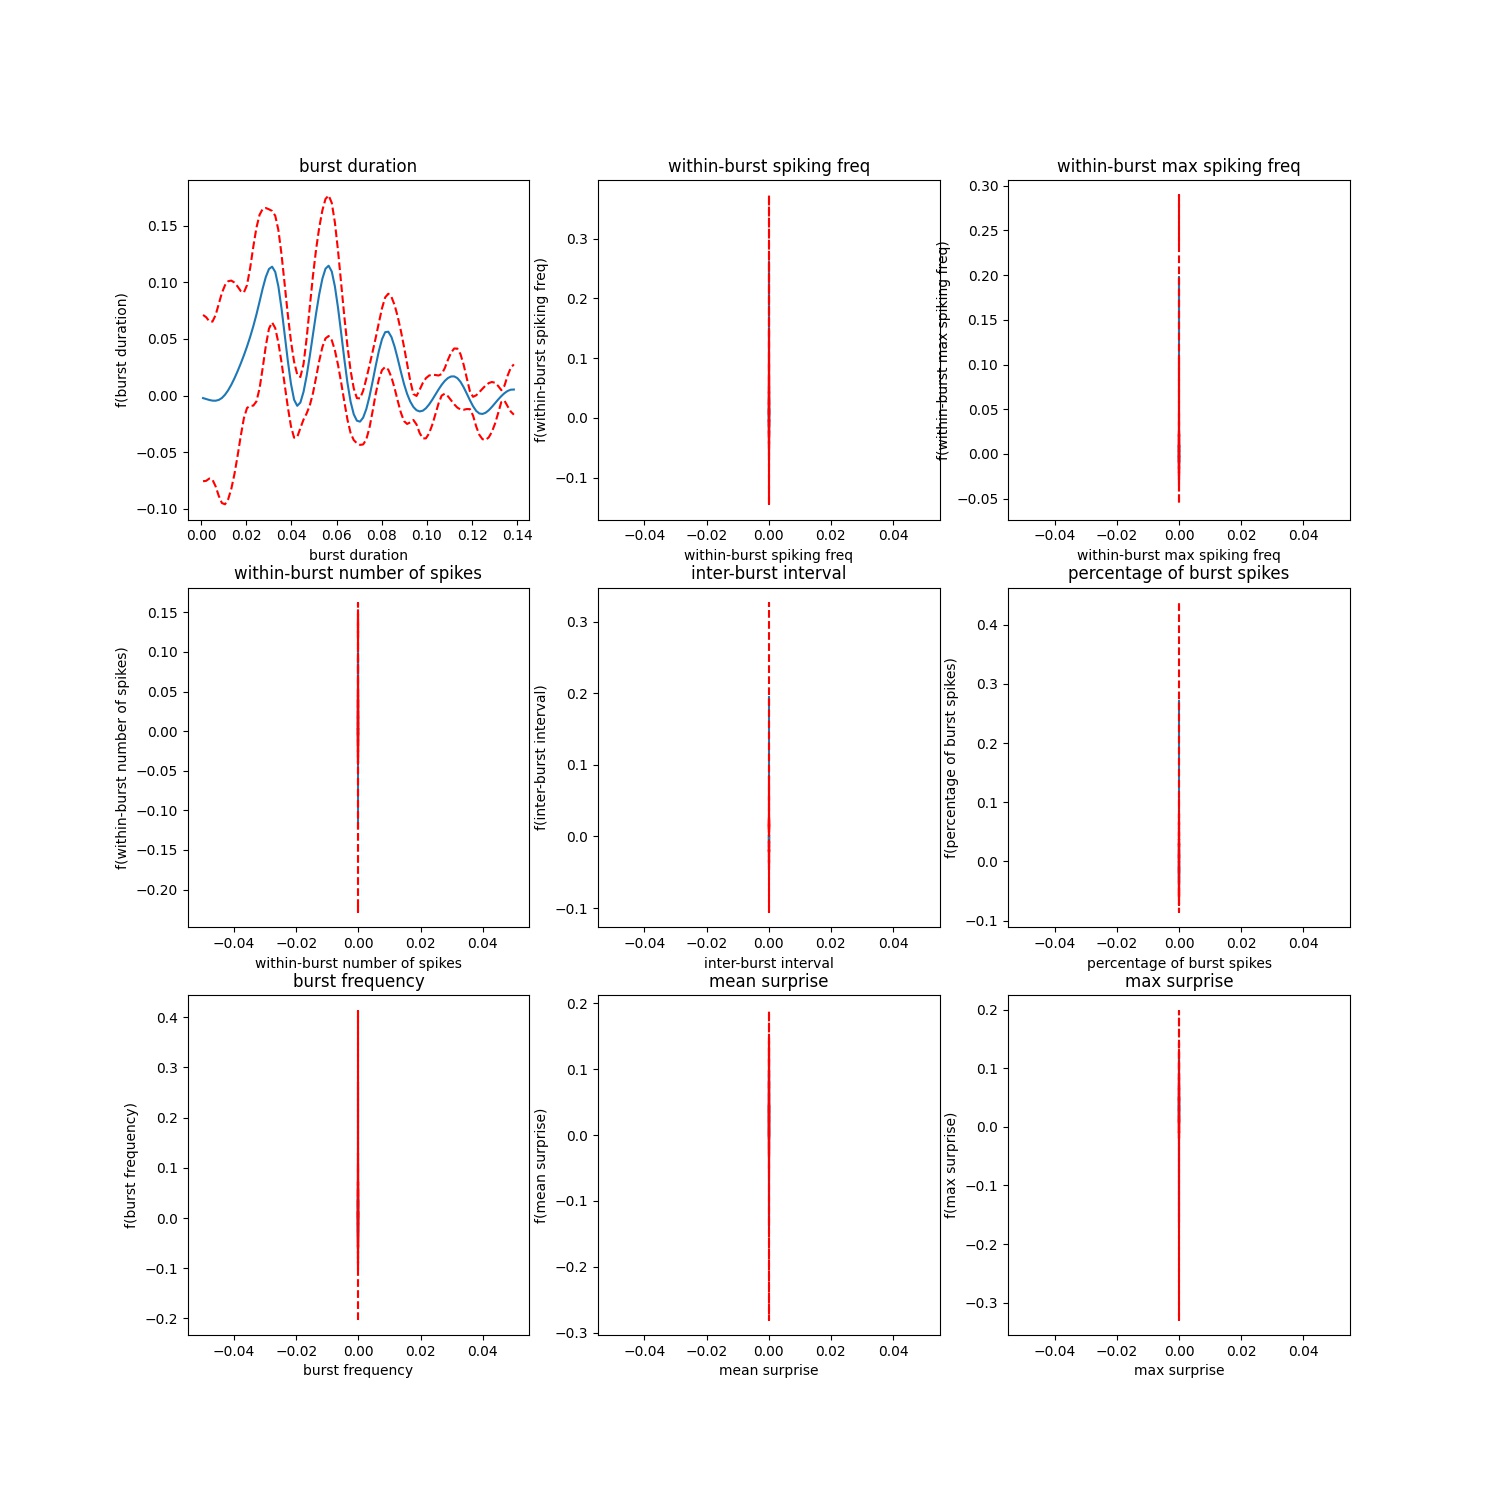 burst duration
within-burst spiking freq
within-burst max spiking freq
f(burst duration)
0.15
0.10
0.05
0.00
−0.05
−0.10
0.00 0.02 0.04 0.06 0.08 0.10 0.12 0.14
burst duration
f(within-burst spiking freq)
0.3
0.2
0.1
0.0
−0.1
−0.04 −0.02 0.00 0.02 0.04
within-burst spiking freq
f(within-burst max spiking freq)
0.30
0.25
0.20
0.15
0.10
0.05
0.00
−0.05
−0.04 −0.02 0.00 0.02 0.04
within-burst max spiking freq
within-burst number of spikes
inter-burst interval
percentage of burst spikes
f(within-burst number of spikes)
0.15
0.10
0.05
0.00
−0.05
−0.10
−0.15
−0.20
−0.04 −0.02 0.00 0.02 0.04
within-burst number of spikes
f(inter-burst interval)
0.3
0.2
0.1
0.0
−0.1
−0.04 −0.02 0.00 0.02 0.04
inter-burst interval
f(percentage of burst spikes)
0.4
0.3
0.2
0.1
0.0
−0.1
−0.04 −0.02 0.00 0.02 0.04
percentage of burst spikes
burst frequency
mean surprise
max surprise
f(burst frequency)
0.4
0.3
0.2
0.1
0.0
−0.1
−0.2
−0.04 −0.02 0.00 0.02 0.04
burst frequency
f(mean surprise)
0.2
0.1
0.0
−0.1
−0.2
−0.3
−0.04 −0.02 0.00 0.02 0.04
mean surprise
f(max surprise)
0.2
0.1
0.0
−0.1
−0.2
−0.3
−0.04 −0.02 0.00 0.02 0.04
max surprise